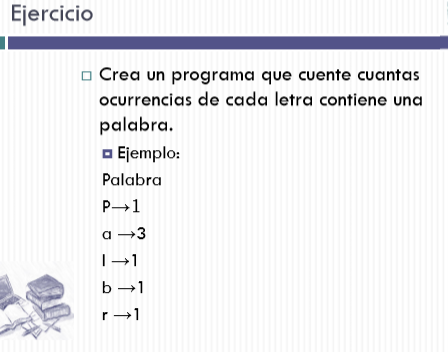 Ejercicio
Crea un programa que cuente cuantas
ocurrencias de cada letra contiene una
palabra.
Ejemplo:
Palabra
P→1
a →3
l →1
b →1
r →1